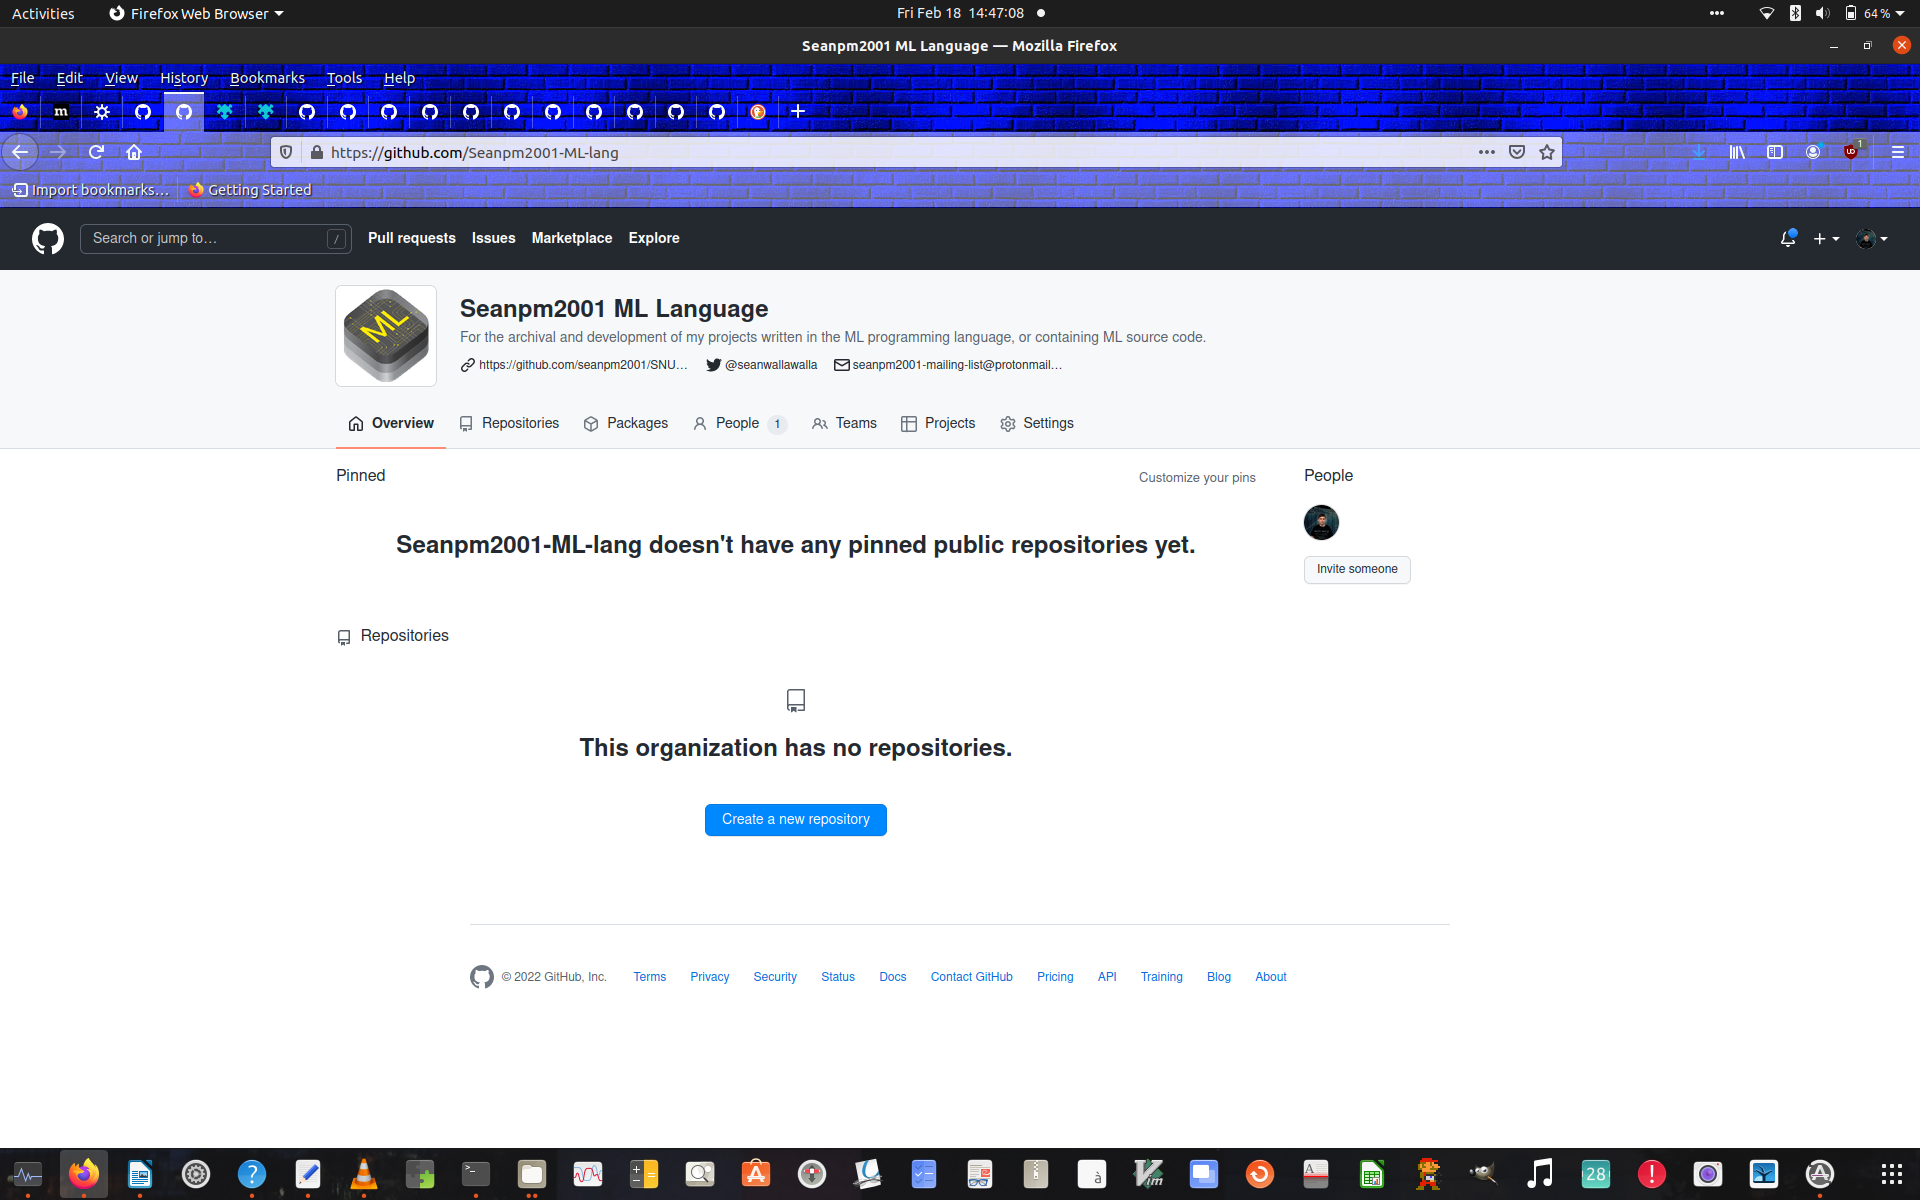 Activities Firefox Web Browser Fri Feb 18 14:47:08 64 %
Seanpm2001 ML Language — Mozilla Firefox
File Edit View History Bookmarks Tools Help
m
https://github.com/Seanpm2001-ML-lang 1
Import bookmarks… Getting Started
Search or jump to… / Pull requests Issues Marketplace Explore
ML
Seanpm2001 ML Language
For the archival and development of my projects written in the ML programming language, or containing ML source code.
https://github.com/seanpm2001/SNU… @seanwallawalla seanpm2001-mailing-list@protonmail…
Overview Repositories Packages People 1 Teams Projects Settings
Pinned Customize your pins People
Seanpm2001-ML-lang doesn't have any pinned public repositories yet.
Invite someone
Repositories
This organization has no repositories.
Create a new repository
© 2022 GitHub, Inc. Terms Privacy Security Status Docs Contact GitHub Pricing API Training Blog About
28